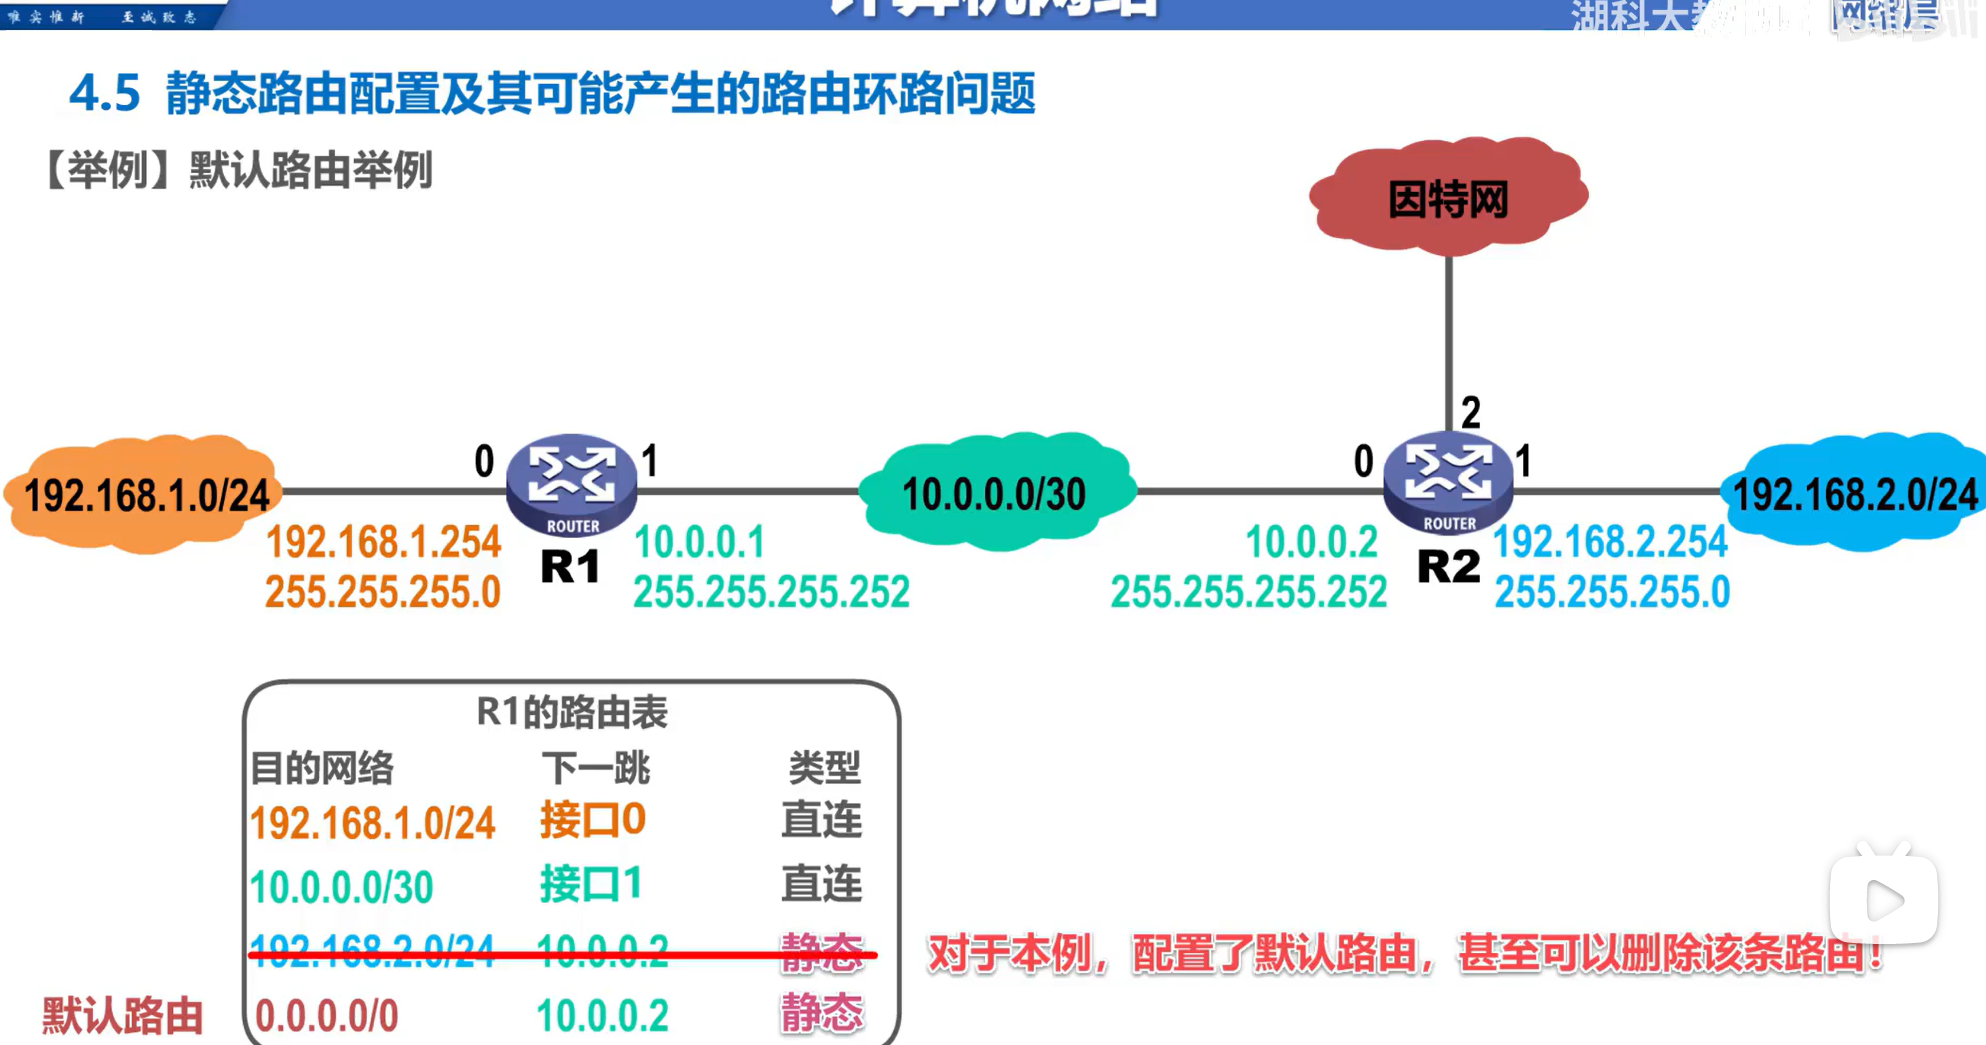 唯实惟新 至诚致志
计算机网络
4.5 静态路由配置及其可能产生的路由环路问题
【举例】默认路由举例
因特网
2
0
1
0
1
192.168.1.0/24
10.0.0.0/30
192.168.2.0/24
ROUTER
ROUTER
192.168.1.254
R1
10.0.0.1
10.0.0.2
R2
192.168.2.254
255.255.255.0
255.255.255.252
255.255.255.252
255.255.255.0
R1的路由表
目的网络 下一跳 类型
192.168.1.0/24 接口0 直连
10.0.0.0/30 接口1 直连
192.168.2.0/24 10.0.0.2 静态
对于本例，配置了默认路由，甚至可以删除该条路由！
默认路由 0.0.0.0/0 10.0.0.2 静态